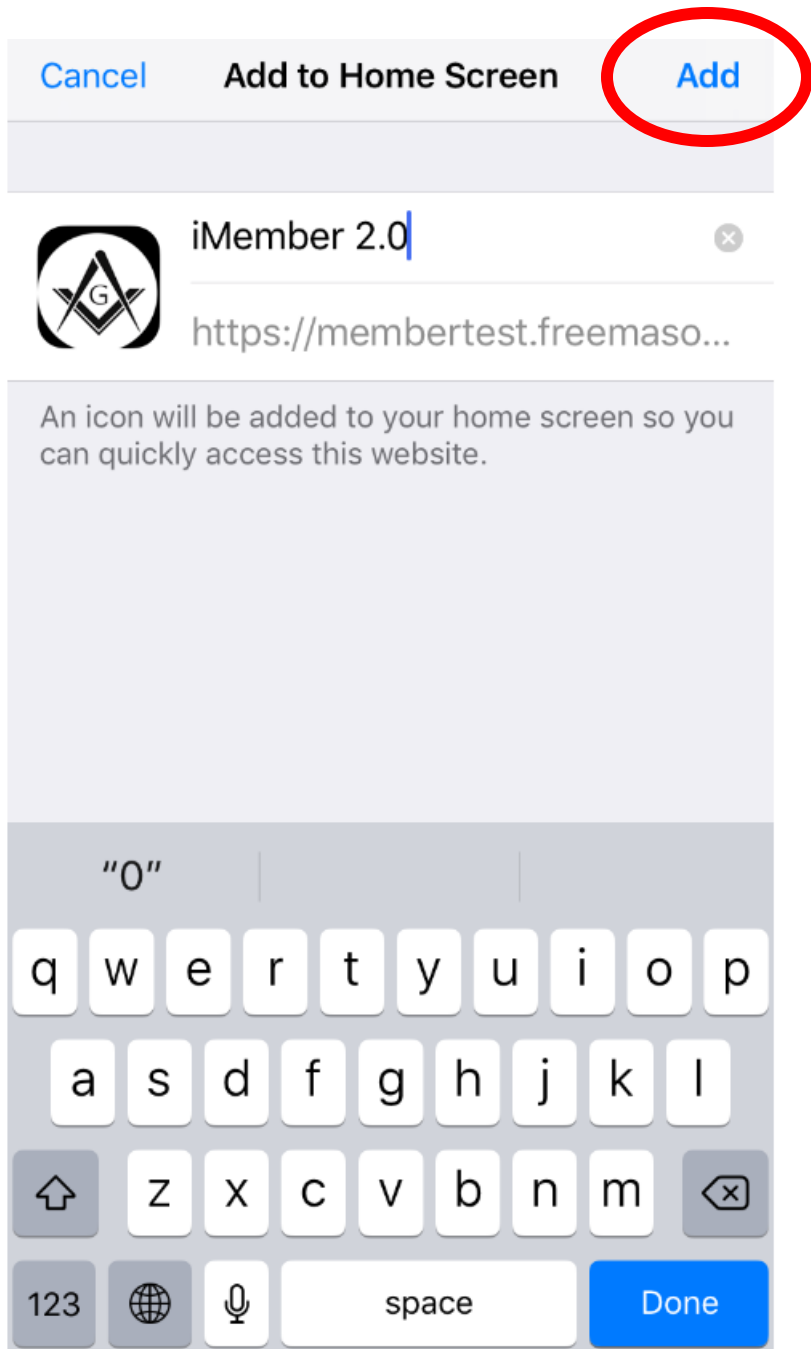 Cancel Add to Home Screen Add
iMember 2.0
G
https://membertest.freemaso...
An icon will be added to your home screen so you
can quickly access this website.
"0"
q w e r t y u i o p
a s d f g h j k l
z x c v b n m
123 space Done